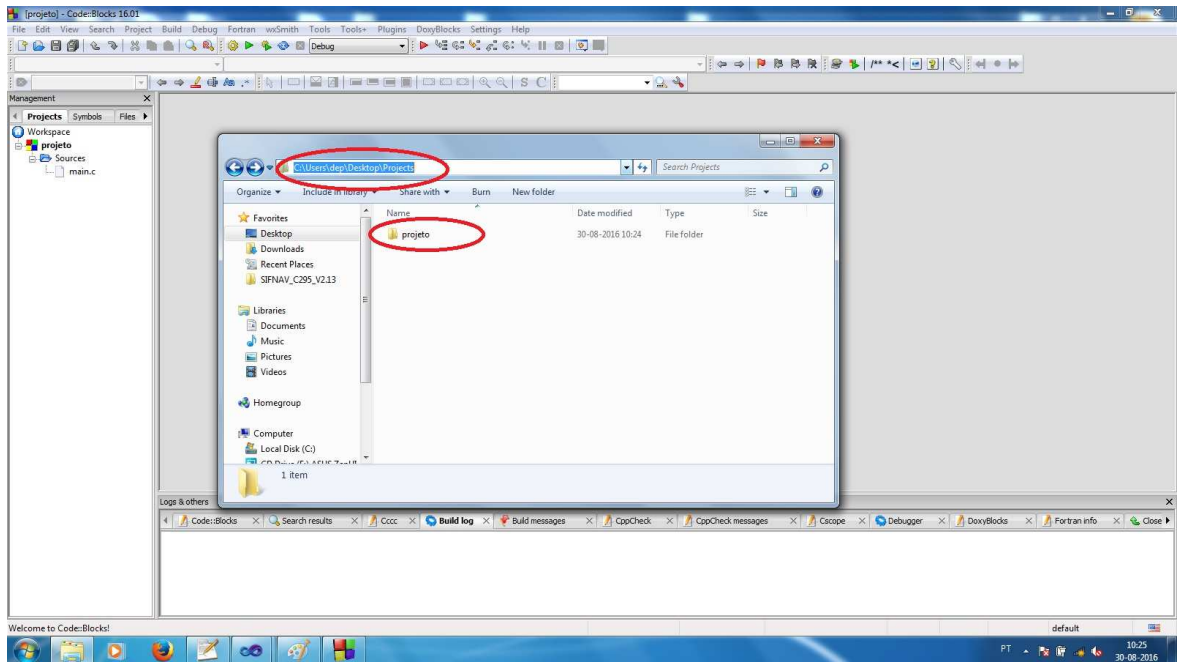 [projeto] - Code::Blocks 16.01
File Edit View Search Project Build Debug Fortran wxSmith Tools Tools+ Plugins DoxyBlocks Settings Help
Debug
/** *<
S C
Management
Projects Symbols Files
Workspace
projeto
Sources
main.c
C:\Users\dep\Desktop\Projects
Search Projects
Organize Include in library Share with Burn New folder
Favorites
Desktop
Downloads
Recent Places
SIFNAV_C295_V2.13
Libraries
Documents
Music
Pictures
Videos
Homegroup
Computer
Local Disk (C:)
Name Date modified Type Size
projeto 30-08-2016 10:24 File folder
1 item
Logs & others
Code::Blocks Search results Cccc Build log Build messages CppCheck CppCheck messages Cscope Debugger DoxyBlocks Fortran info Close
Welcome to Code::Blocks!
default
PT
10:25
30-08-2016